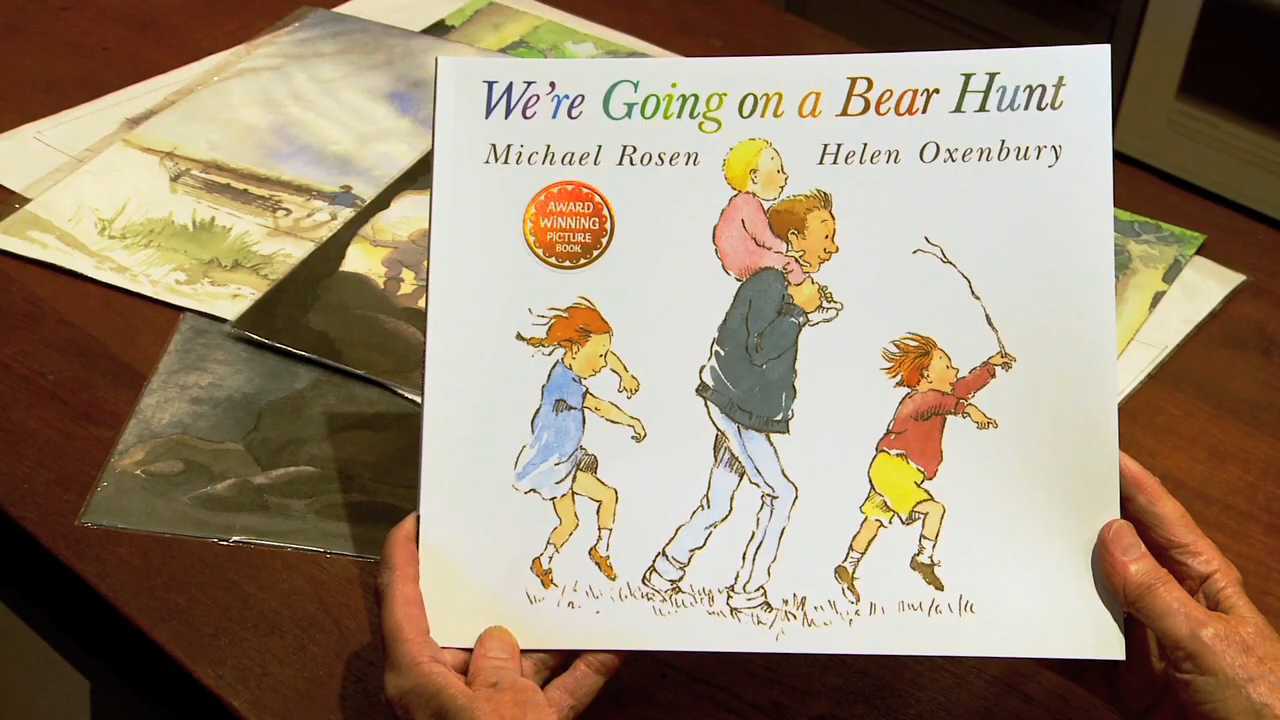 We're Going on a Bear Hunt
Michael Rosen
Helen Oxenbury
AWARD
WINNING
PICTURE
BOOK